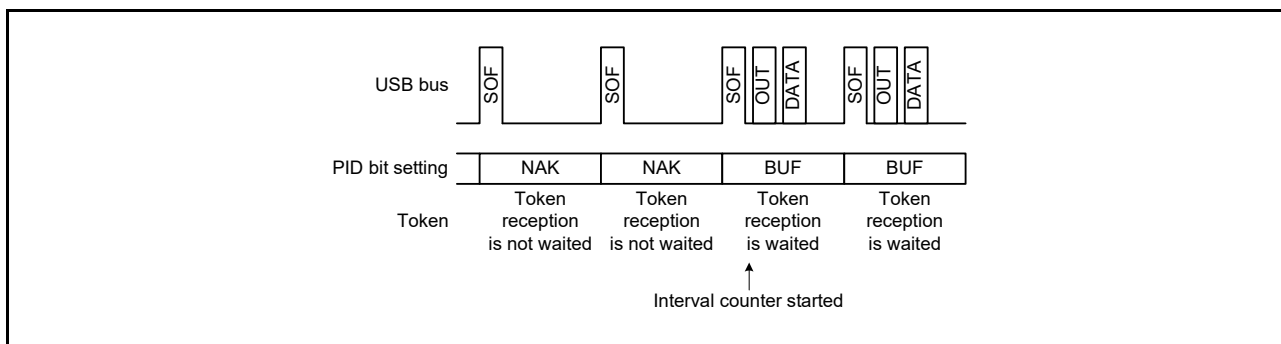 USB bus
SOF
SOF
SOF
OUT
DATA
SOF
OUT
DATA
PID bit setting
NAK
NAK
BUF
BUF
Token
Token
reception
is not waited
Token
reception
is not waited
Token
reception
is waited
Token
reception
is waited
Interval counter started